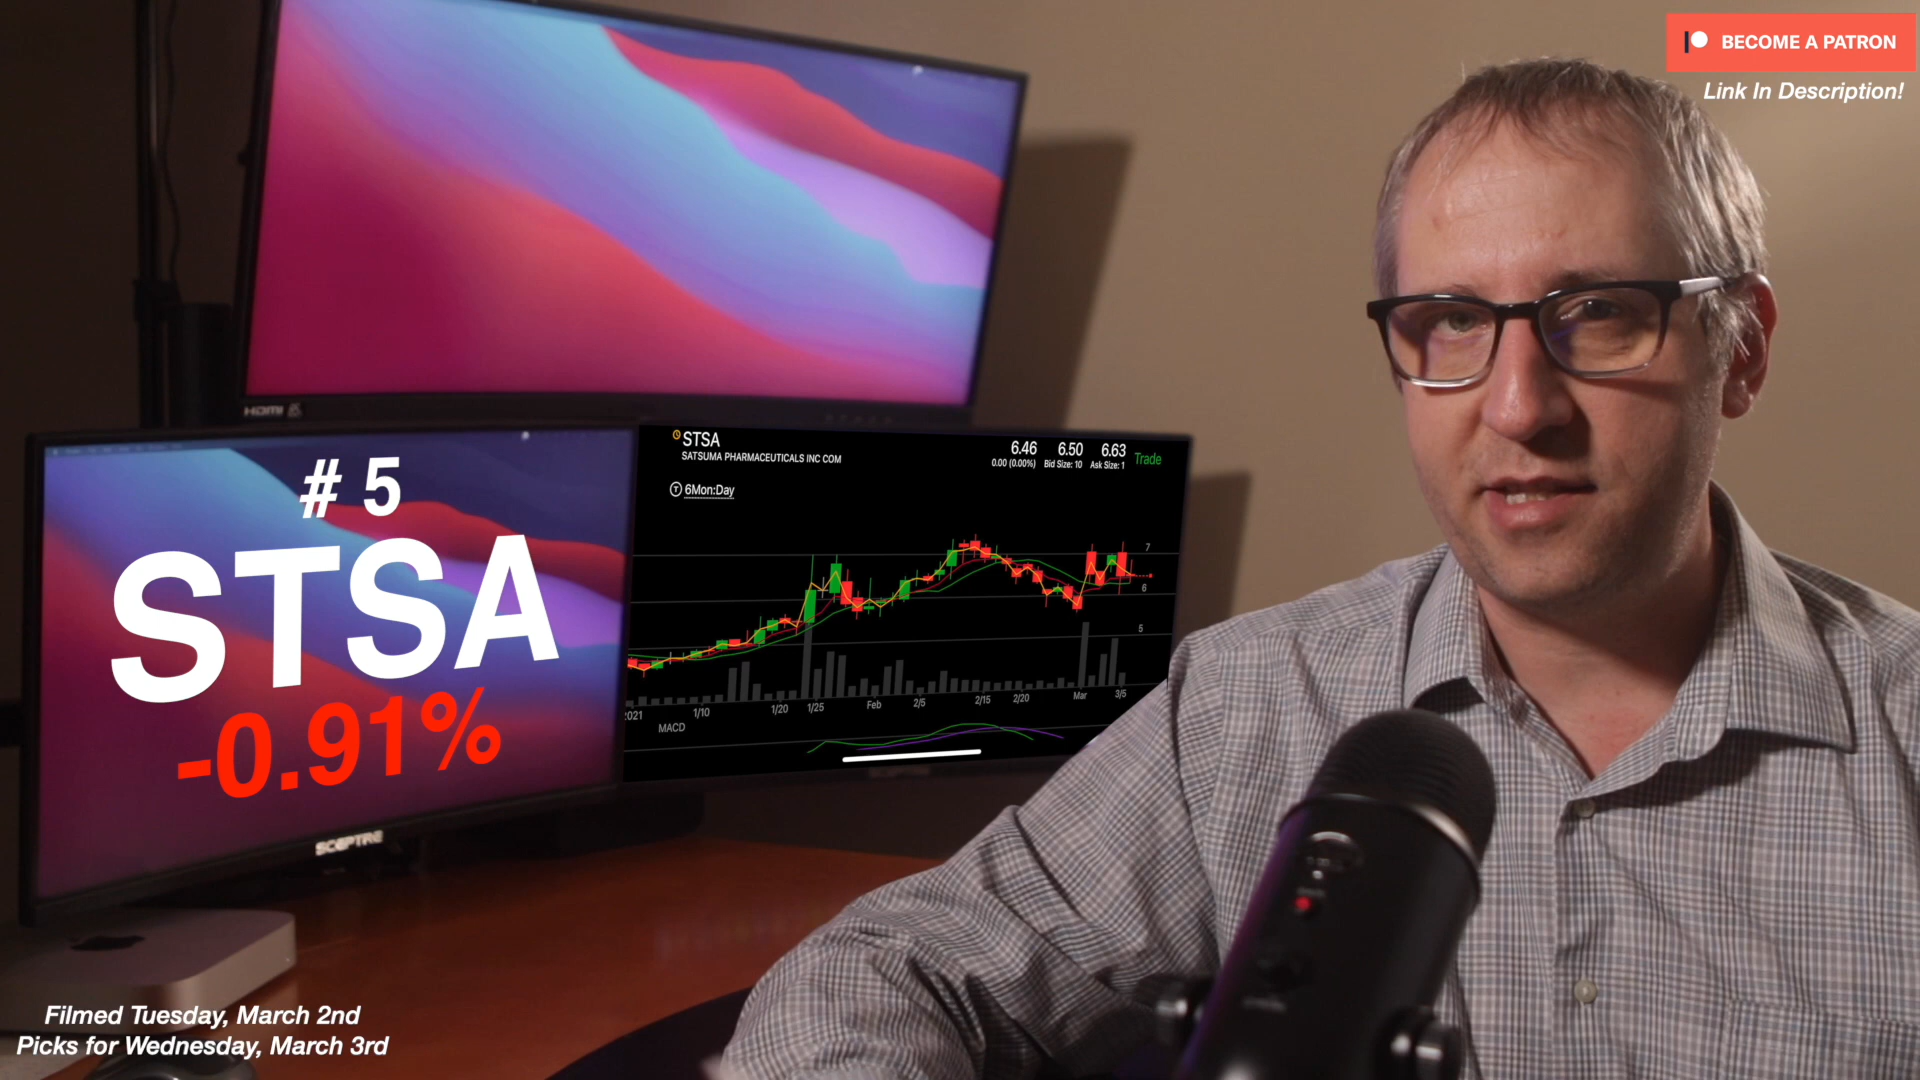 BECOME A PATRON
Link In Description!
HDMI
# 5
STSA
-0.91%
SCEPTRE
STSA
SATSUMA PHARMACEUTICALS INC COM
6.46 6.50 6.63 Trade
0.00 (0.00%) Bid Size: 10 Ask Size: 1
T 6Mon:Day
7
6
5
2021 1/10 1/20 1/25 Feb 2/5 2/15 2/20 Mar 3/5
MACD
Filmed Tuesday, March 2nd
Picks for Wednesday, March 3rd